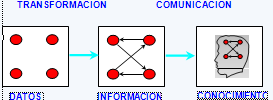 TRANSFORMACION COMUNICACION
DATOS INFORMACION CONOCIMIENTO